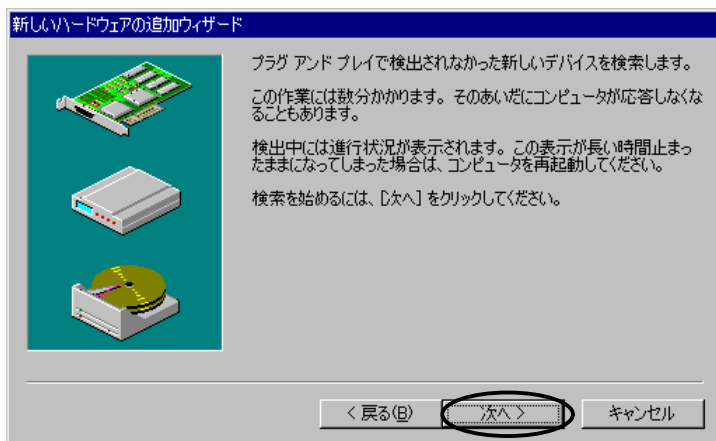 新しいハードウェアの追加ウィザード
プラグ アンド プレイで検出されなかった新しいデバイスを検索します。
この作業には数分かかります。そのあいだにコンピュータが応答しなくな
ることもあります。
検出中には進行状況が表示されます。この表示が長い時間止まっ
たままになってしまった場合は、コンピュータを再起動してください。
検索を始めるには、[次へ] をクリックしてください。
< 戻る(B)
次へ >
キャンセル